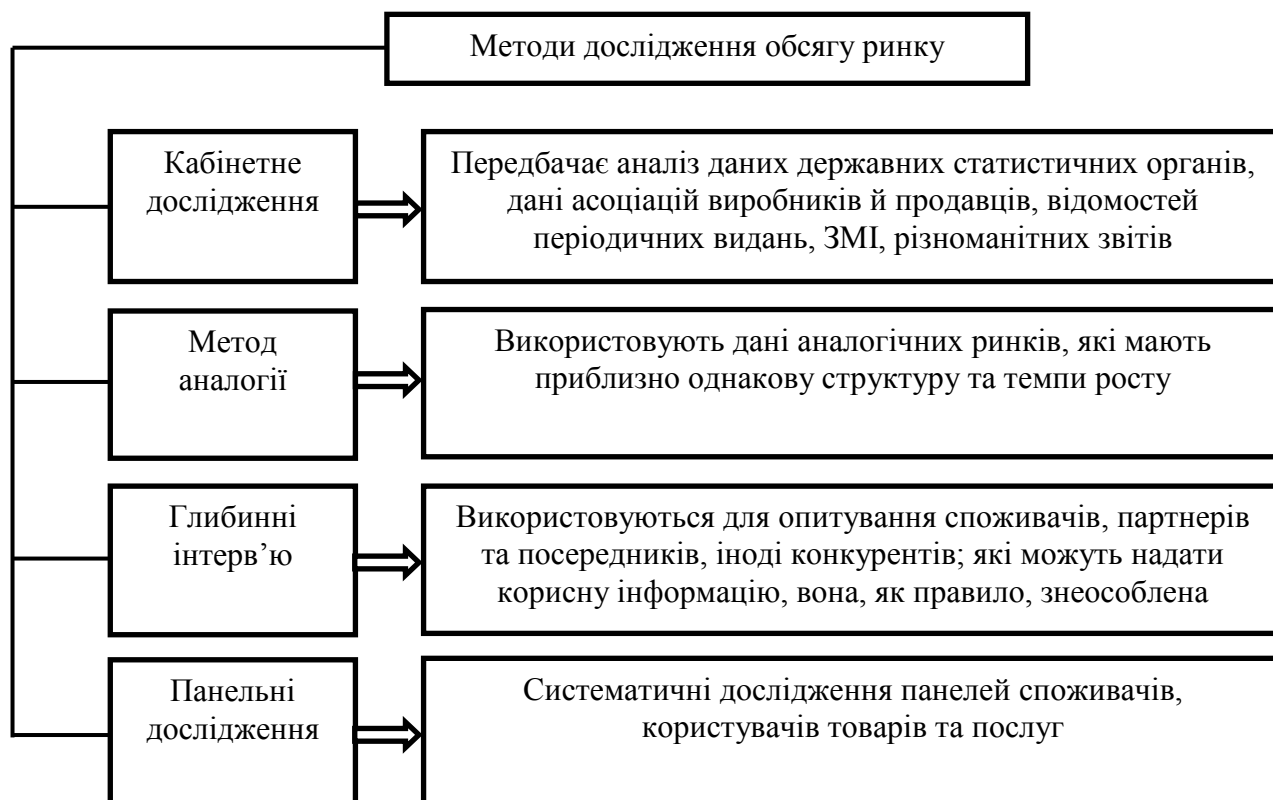 Методи дослідження обсягу ринку
Кабінетне
дослідження
Передбачає аналіз даних державних статистичних органів,
дані асоціацій виробників й продавців, відомостей
періодичних видань, ЗМІ, різноманітних звітів
Метод
аналогії
Використовують дані аналогічних ринків, які мають
приблизно однакову структуру та темпи росту
Глибинні
інтерв’ю
Використовуються для опитування споживачів, партнерів
та посередників, іноді конкурентів; які можуть надати
корисну інформацію, вона, як правило, знеособлена
Панельні
дослідження
Систематичні дослідження панелей споживачів,
користувачів товарів та послуг